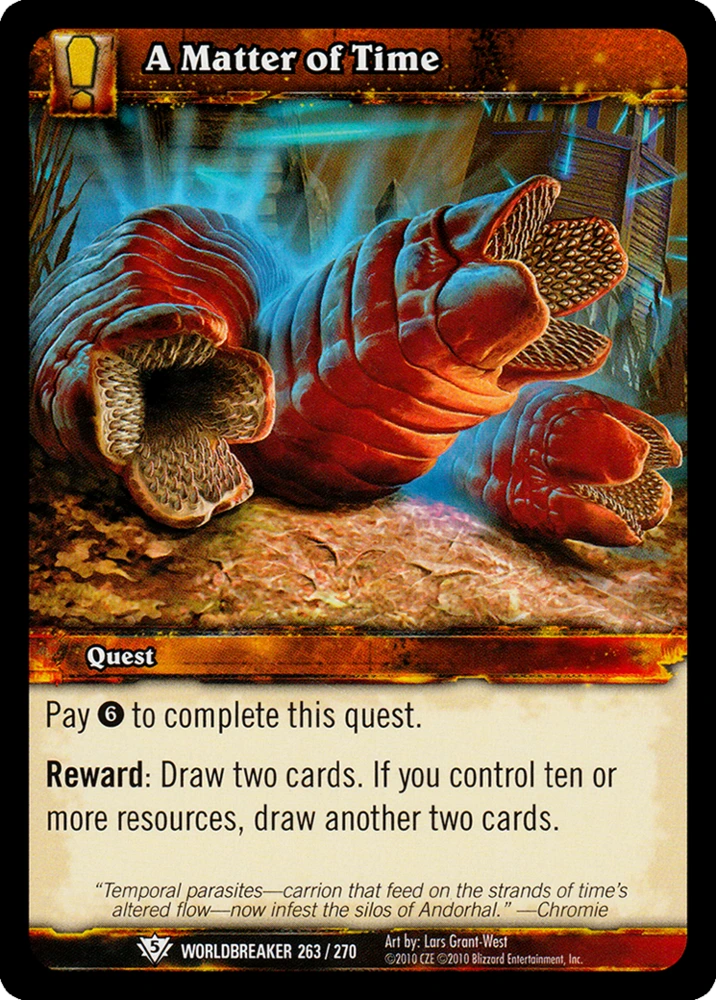 A Matter of Time
Quest
Pay 6 to complete this quest.
Reward: Draw two cards. If you control ten or
more resources, draw another two cards.
“Temporal parasites—carrion that feed on the strands of time’s
altered flow—now infest the silos of Andorhal.” —Chromie
5 WORLDBREAKER 263 / 270
Art by: Lars Grant-West
©2010 CZE ©2010 Blizzard Entertainment, Inc.